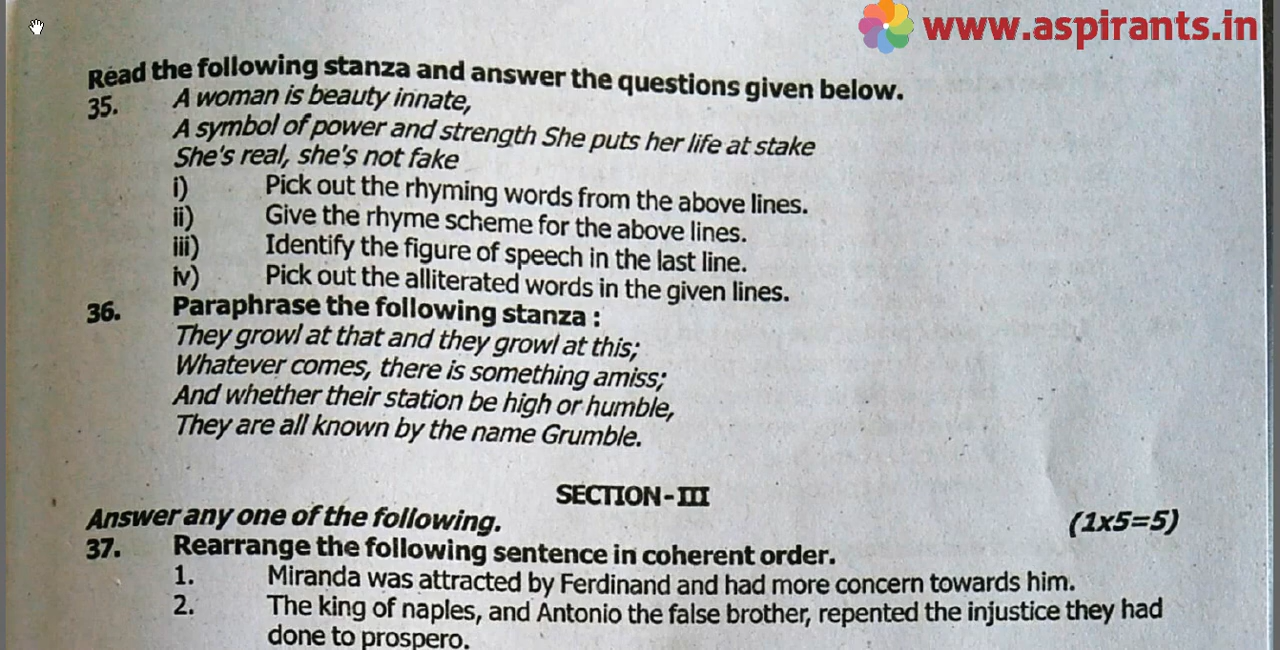 www.aspirants.in
Read the following stanza and answer the questions given below.
35. A woman is beauty innate,
A symbol of power and strength She puts her life at stake
She's real, she's not fake
i) Pick out the rhyming words from the above lines.
ii) Give the rhyme scheme for the above lines.
iii) Identify the figure of speech in the last line.
iv) Pick out the alliterated words in the given lines.
36. Paraphrase the following stanza :
They growl at that and they growl at this;
Whatever comes, there is something amiss;
And whether their station be high or humble,
They are all known by the name Grumble.
SECTION-III
Answer any one of the following. (1x5=5)
37. Rearrange the following sentence in coherent order.
1. Miranda was attracted by Ferdinand and had more concern towards him.
2. The king of naples, and Antonio the false brother, repented the injustice they had
done to prospero.